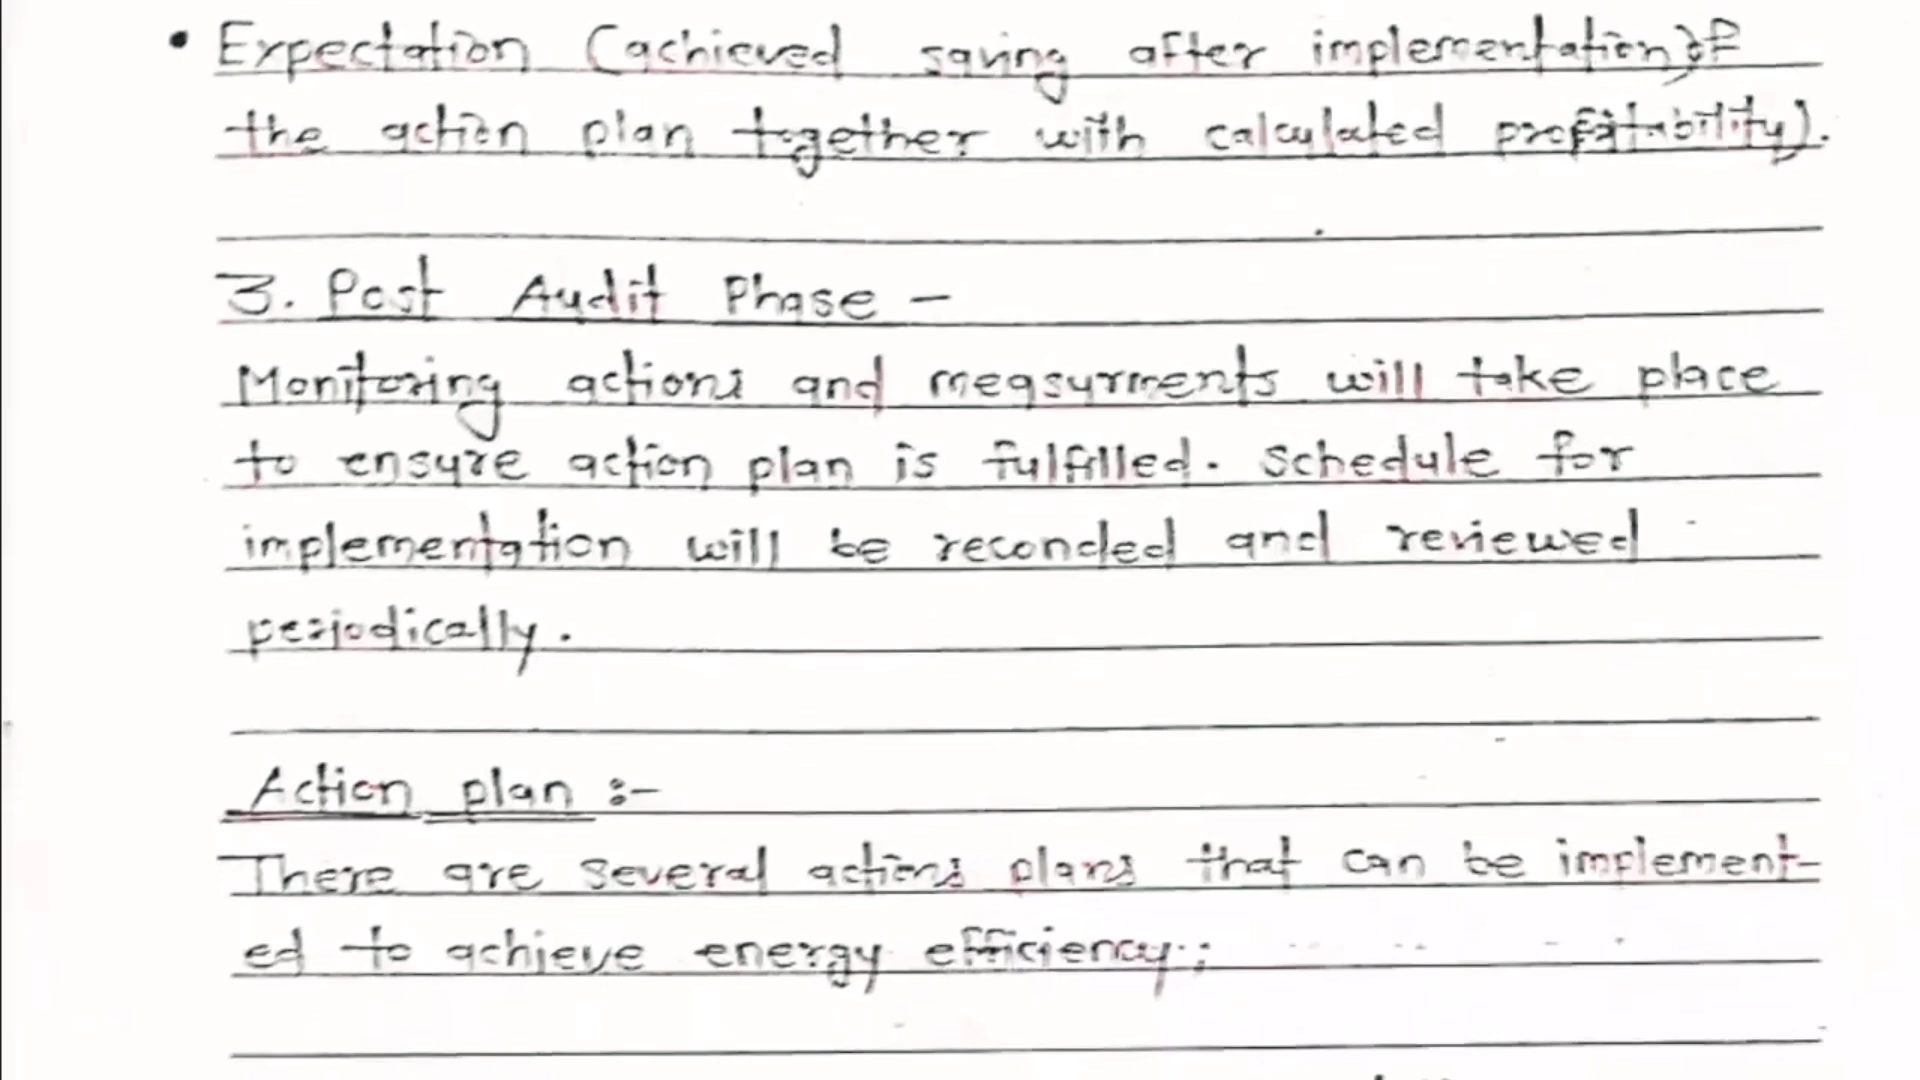 • Expectation (achieved saving after implementation of
the action plan together with calculated profitability).
3. Post Audit Phase -
Monitoring actions and measurments will take place
to ensure action plan is fulfilled. Schedule for
implementation will be reconded and reviewed
periodically.
Action plan :-
There are several actions plans that can be implement-
ed to achieve energy efficiency;